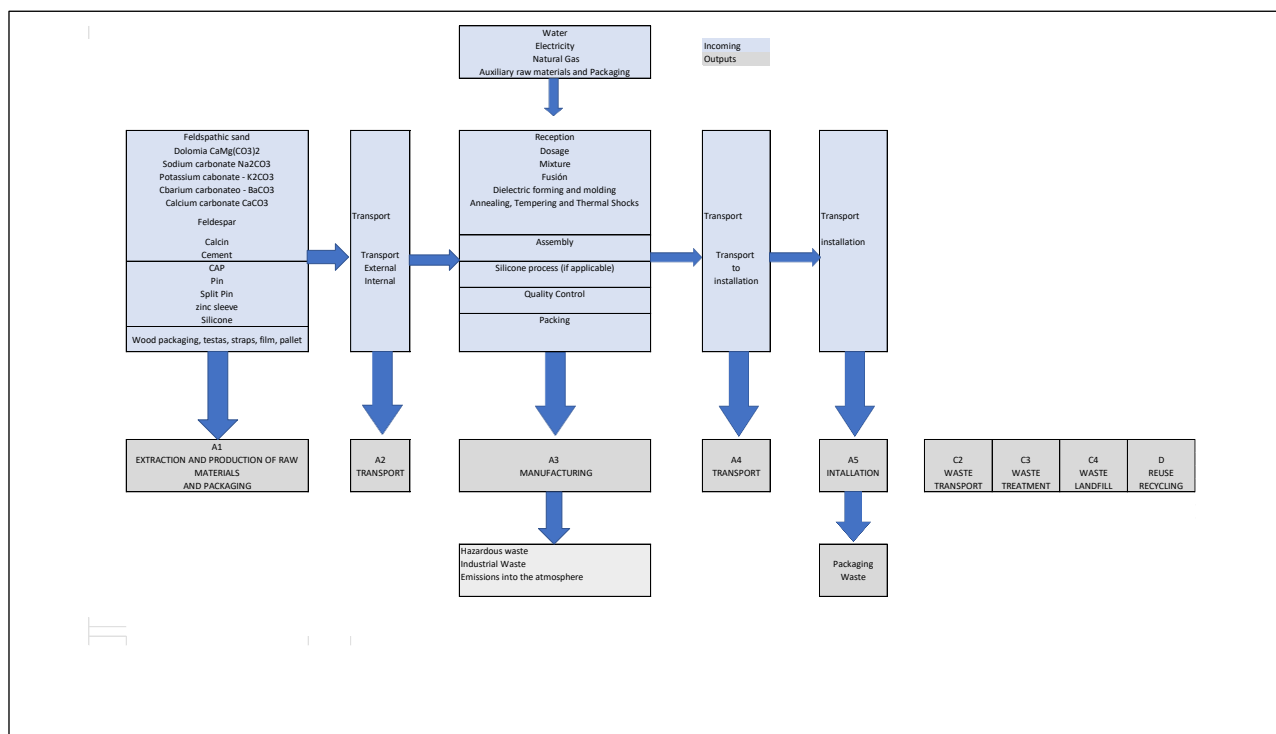 Water
Electricity
Natural Gas
Auxiliary raw materials and Packaging
Incoming
Outputs
Feldspathic sand
Dolomia CaMg(CO3)2
Sodium carbonate Na2CO3
Potassium cabonate - K2CO3
Cbarium carbonateo - BaCO3
Calcium carbonate CaCO3
Feldespar
Calcin
Cement
CAP
Pin
Split Pin
zinc sleeve
Silicone
Wood packaging, testas, straps, film, pallet
Transport
Transport
External
Internal
Reception
Dosage
Mixture
Fusión
Dielectric forming and molding
Annealing, Tempering and Thermal Shocks
Assembly
Silicone process (if applicable)
Quality Control
Packing
Transport
Transport
to
installation
Transport
installation
A1
EXTRACTION AND PRODUCTION OF RAW
MATERIALS
AND PACKAGING
A2
TRANSPORT
A3
MANUFACTURING
A4
TRANSPORT
A5
INTALLATION
C2
WASTE
TRANSPORT
C3
WASTE
TREATMENT
C4
WASTE
LANDFILL
D
REUSE
RECYCLING
Hazardous waste
Industrial Waste
Emissions into the atmosphere
Packaging
Waste